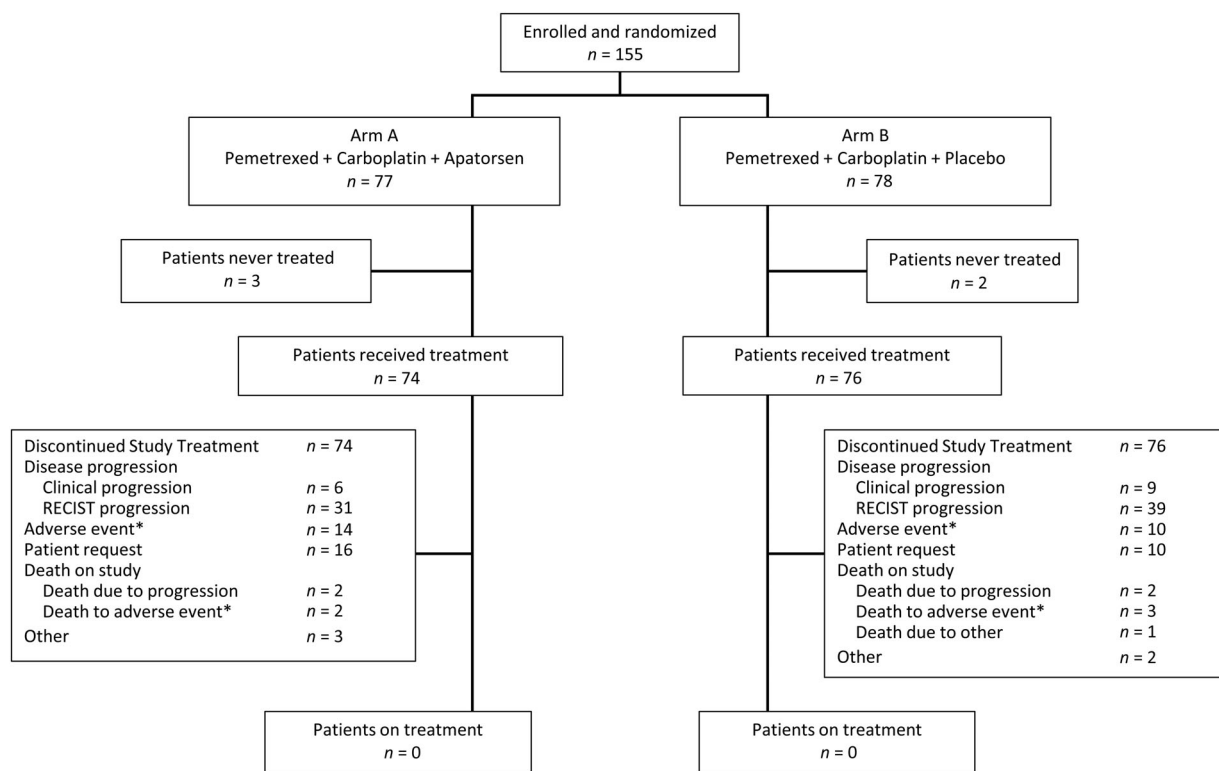 Enrolled and randomized
n = 155
Arm A
Pemetrexed + Carboplatin + Apatorsen
n = 77
Arm B
Pemetrexed + Carboplatin + Placebo
n = 78
Patients never treated
n = 3
Patients never treated
n = 2
Patients received treatment
n = 74
Patients received treatment
n = 76
Discontinued Study Treatment n = 74
Disease progression
Clinical progression n = 6
RECIST progression n = 31
Adverse event* n = 14
Patient request n = 16
Death on study
Death due to progression n = 2
Death to adverse event* n = 2
Other n = 3
Discontinued Study Treatment n = 76
Disease progression
Clinical progression n = 9
RECIST progression n = 39
Adverse event* n = 10
Patient request n = 10
Death on study
Death due to progression n = 2
Death to adverse event* n = 3
Death due to other n = 1
Other n = 2
Patients on treatment
n = 0
Patients on treatment
n = 0